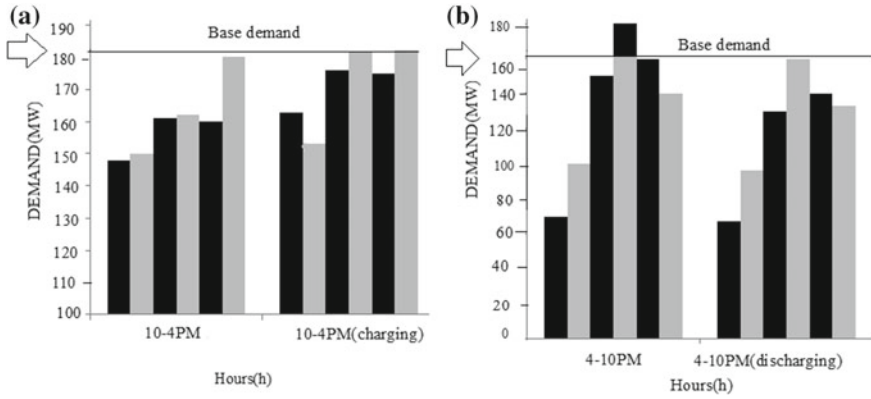 (a)
190
180
170
160
150
140
130
120
110
100
DEMAND(MW)
Base demand
10-4PM
10-4PM(charging)
Hours(h)
(b)
180
160
140
120
100
80
60
40
20
0
DEMAND(MW)
Base demand
4-10PM
4-10PM(discharging)
Hours(h)